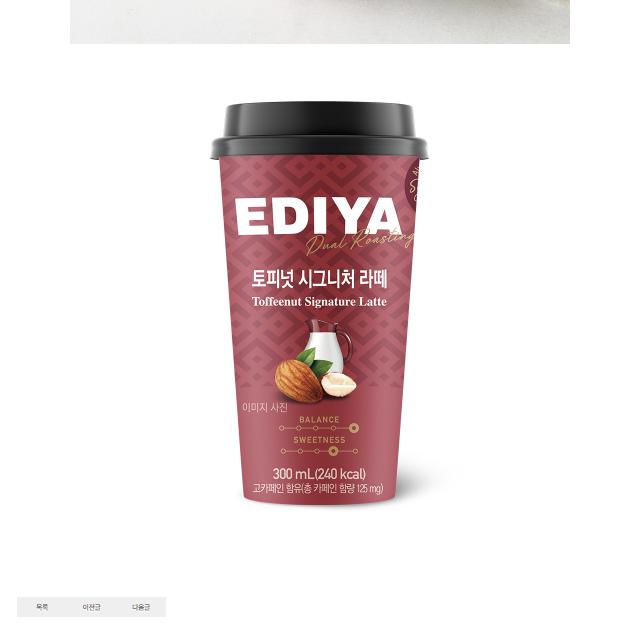 EDIYA
Dual Roasting
토피넛 시그니처 라떼
Toffeenut Signature Latte
이미지 사진
BALANCE
SWEETNESS
300 mL(240 kcal)
고카페인 함유(총 카페인 함량 125 mg)
목록 이전글 다음글